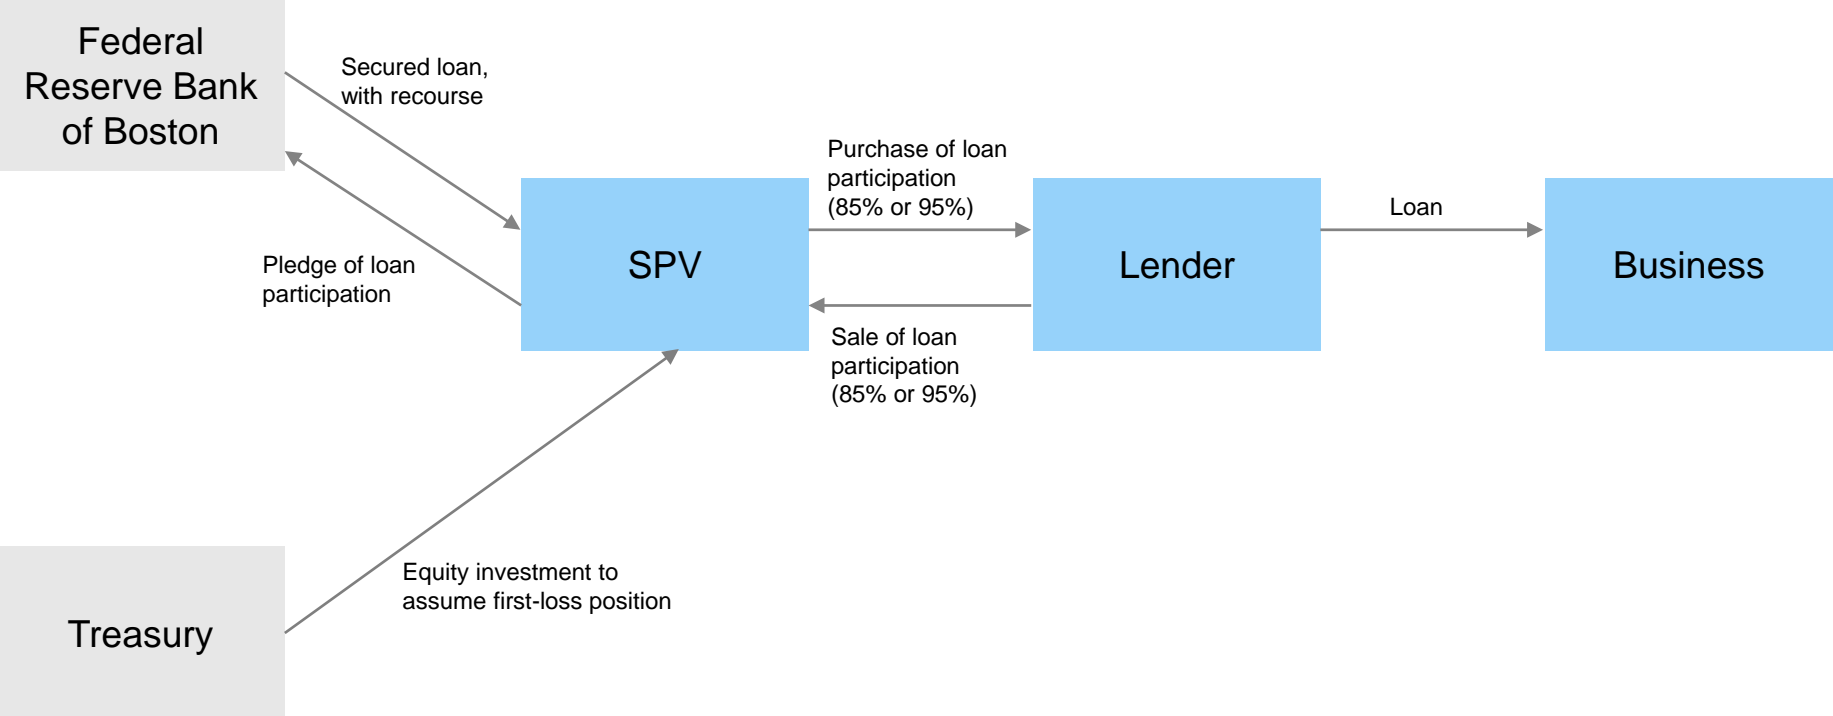 Federal
Reserve Bank
of Boston
Secured loan,
with recourse
Purchase of loan
participation
(85% or 95%)
Loan
Pledge of loan
participation
SPV
Lender
Business
Sale of loan
participation
(85% or 95%)
Equity investment to
assume first-loss position
Treasury